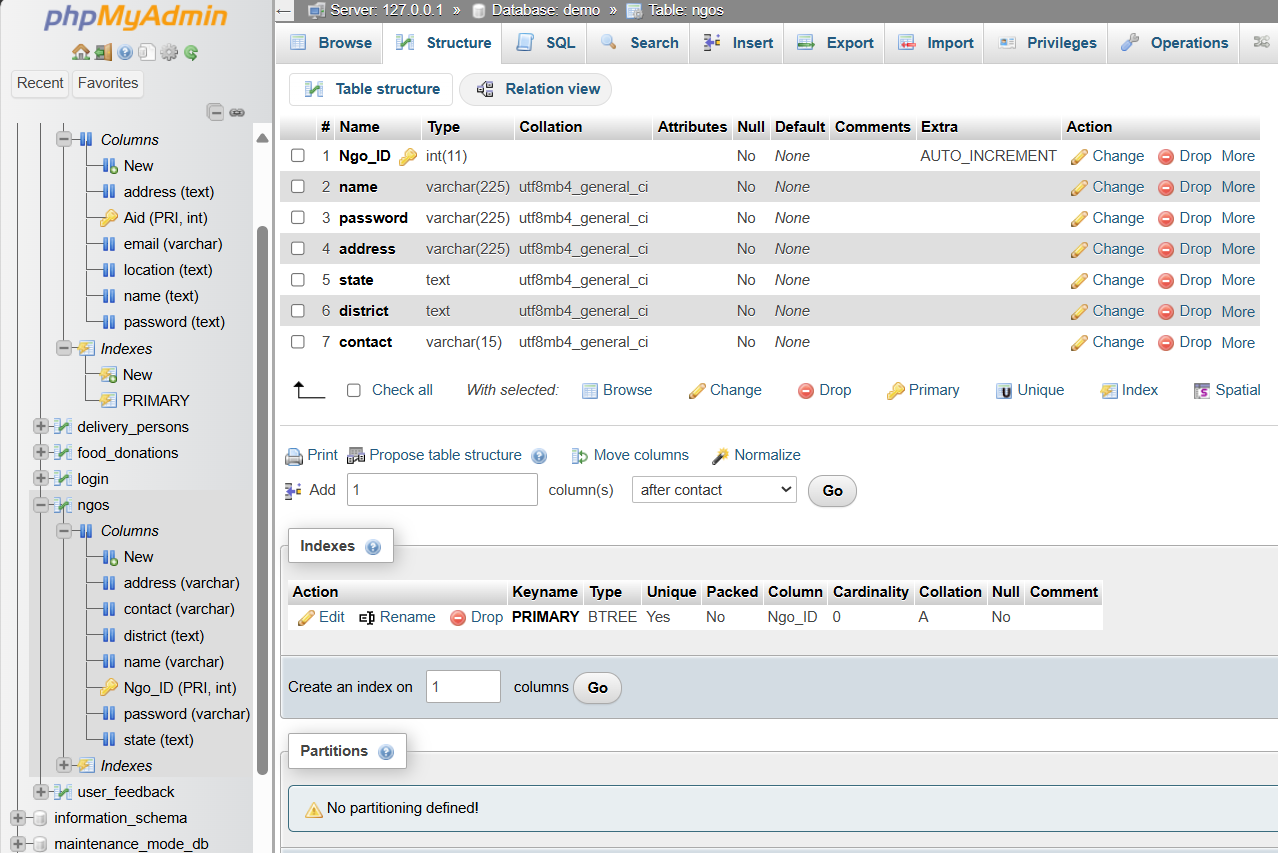 phpMyAdmin
Recent Favorites
Columns
New
address (text)
Aid (PRI, int)
email (varchar)
location (text)
name (text)
password (text)
Indexes
New
PRIMARY
delivery_persons
food_donations
login
ngos
Columns
New
address (varchar)
contact (varchar)
district (text)
name (varchar)
Ngo_ID (PRI, int)
password (varchar)
state (text)
Indexes
user_feedback
information_schema
maintenance_mode_db
Server: 127.0.0.1 » Database: demo » Table: ngos
Browse Structure SQL Search Insert Export Import Privileges Operations
Table structure Relation view
# Name Type Collation Attributes Null Default Comments Extra Action
1 Ngo_ID int(11) No None AUTO_INCREMENT Change Drop More
2 name varchar(225) utf8mb4_general_ci No None Change Drop More
3 password varchar(225) utf8mb4_general_ci No None Change Drop More
4 address varchar(225) utf8mb4_general_ci No None Change Drop More
5 state text utf8mb4_general_ci No None Change Drop More
6 district text utf8mb4_general_ci No None Change Drop More
7 contact varchar(15) utf8mb4_general_ci No None Change Drop More
Check all With selected: Browse Change Drop Primary Unique Index Spatial
Print Propose table structure Move columns Normalize
Add 1 column(s) after contact Go
Indexes
Action Keyname Type Unique Packed Column Cardinality Collation Null Comment
Edit Rename Drop PRIMARY BTREE Yes No Ngo_ID 0 A No
Create an index on 1 columns Go
Partitions
No partitioning defined!